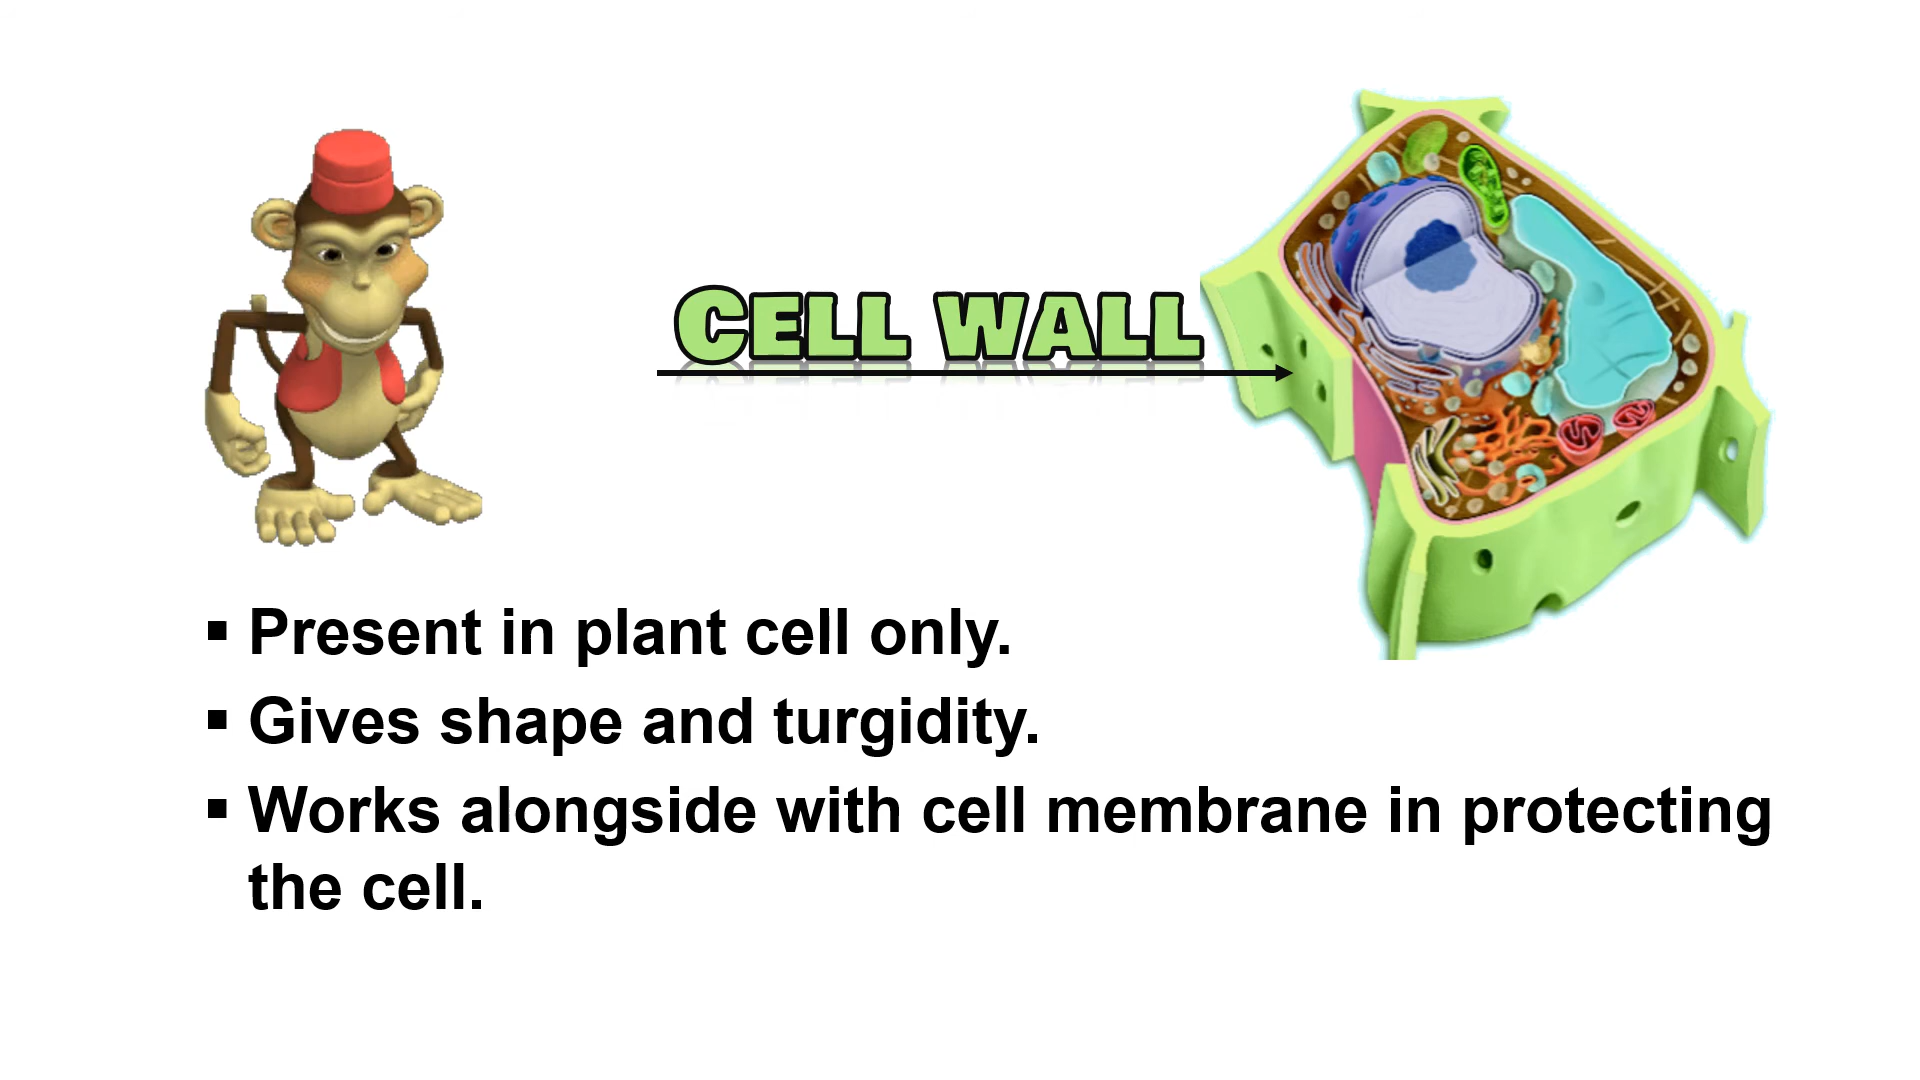 CELL WALL
▪ Present in plant cell only.
▪ Gives shape and turgidity.
▪ Works alongside with cell membrane in protecting
the cell.